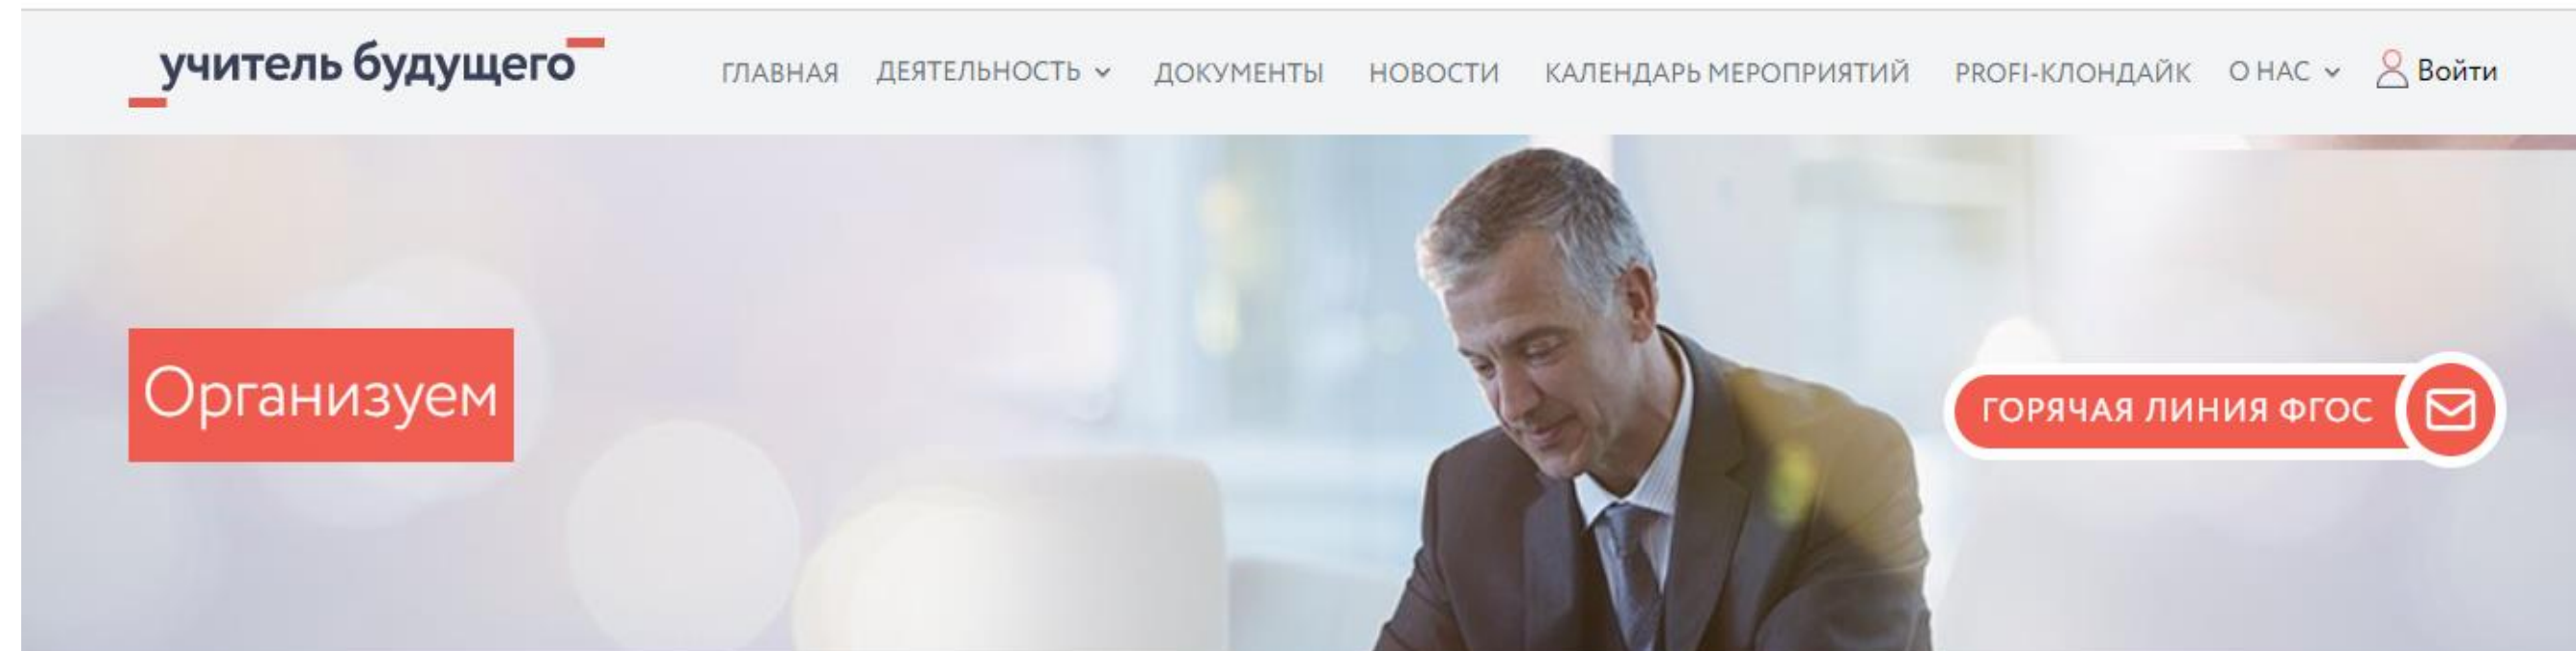 учитель будущего
ГЛАВНАЯ ДЕЯТЕЛЬНОСТЬ ДОКУМЕНТЫ НОВОСТИ КАЛЕНДАРЬ МЕРОПРИЯТИЙ PROFI-КЛОНДАЙК О НАС Войти
Организуем
ГОРЯЧАЯ ЛИНИЯ ФГОС